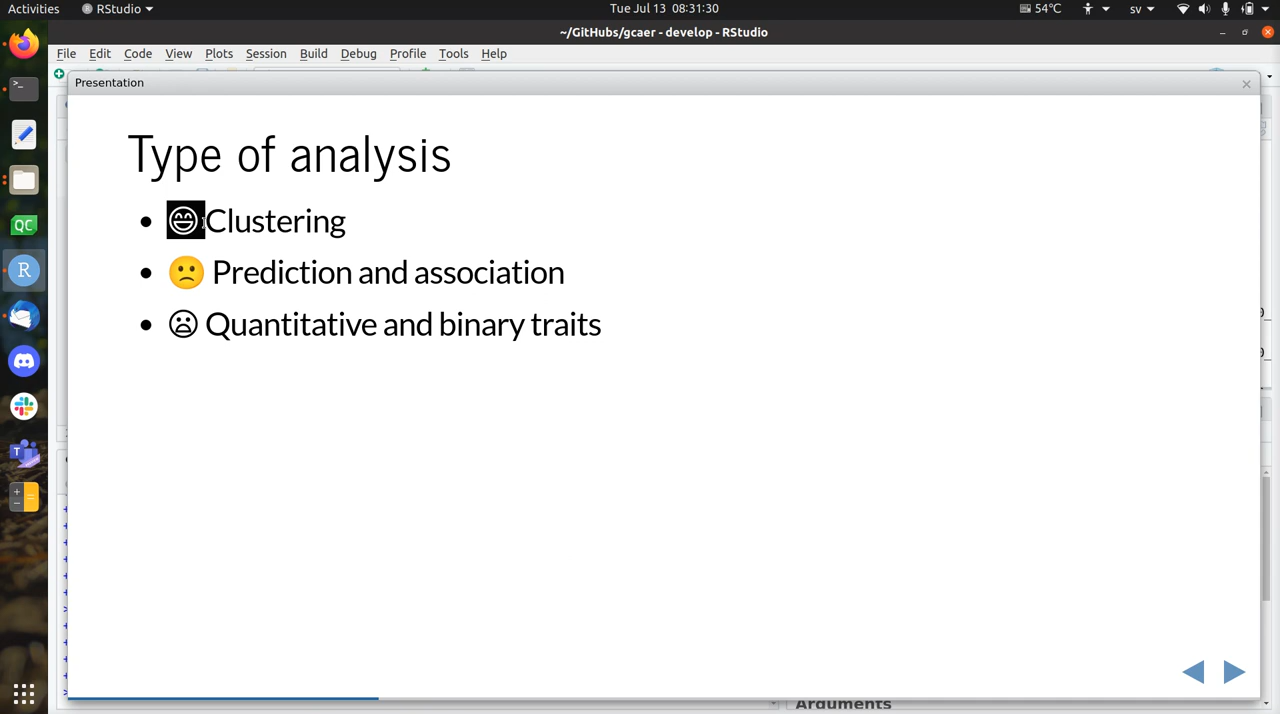 Activities RStudio Tue Jul 13 08:31:30 54°C sv
~/GitHubs/gcaer - develop - RStudio
File Edit Code View Plots Session Build Debug Profile Tools Help
Presentation
Type of analysis
• 😄 Clustering
• 🙁 Prediction and association
• 😦 Quantitative and binary traits
QC
R
T
Arguments